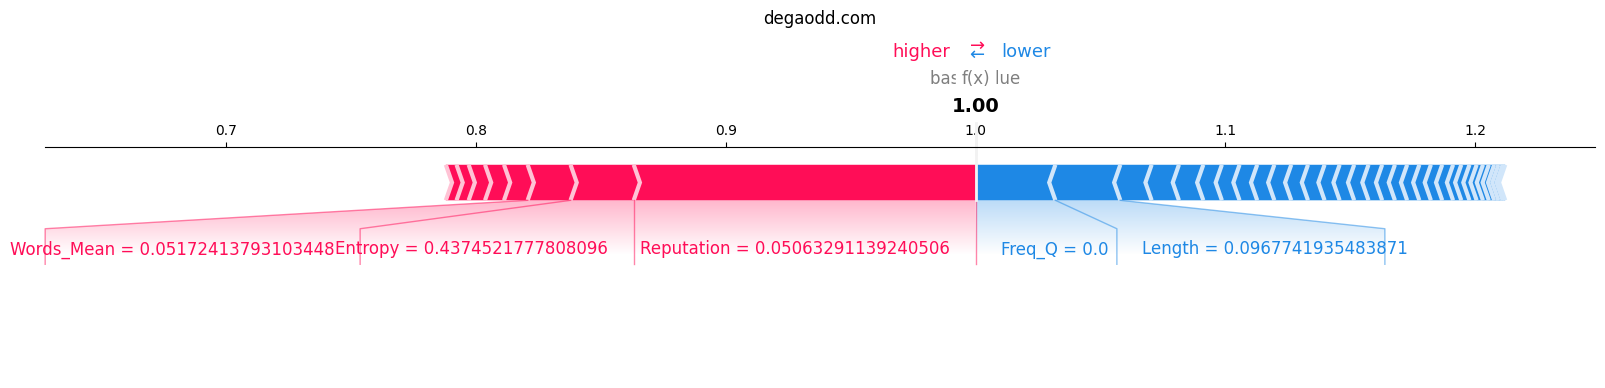 degaodd.com
higher ⇄ lower
bas f(x) lue
1.00
0.7 0.8 0.9 1.0 1.1 1.2
Words_Mean = 0.05172413793103448 Entropy = 0.4374521777808096 Reputation = 0.05063291139240506 Freq_Q = 0.0 Length = 0.0967741935483871